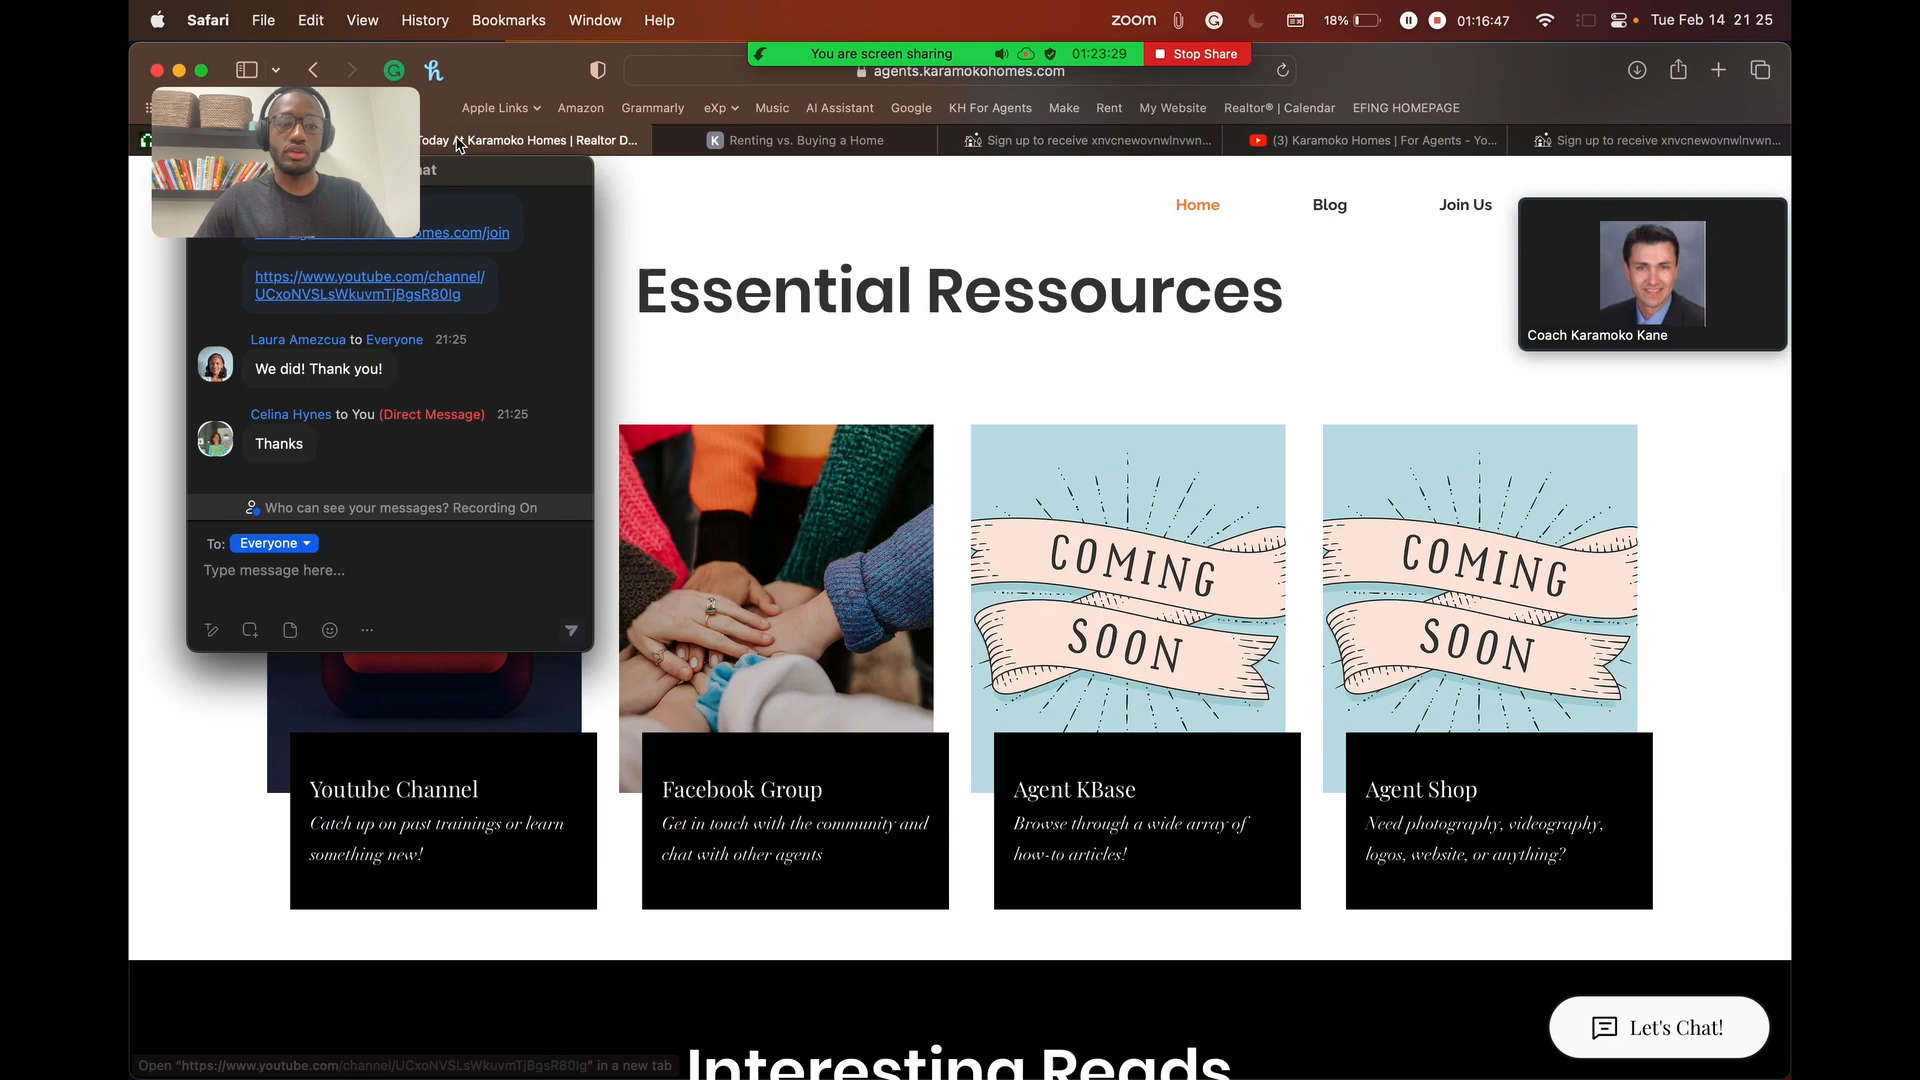 Safari File Edit View History Bookmarks Window Help zoom 18% 01:16:47 Tue Feb 14 21 25
You are screen sharing 01:23:29 Stop Share
agents.karamokohomes.com
Apple Links Amazon Grammarly eXp Music AI Assistant Google KH For Agents Make Rent My Website Realtor® | Calendar EFING HOMEPAGE
Today At Karamoko Homes | Realtor D... Renting vs. Buying a Home Sign up to receive xnvcnewovnwlnvwn... (3) Karamoko Homes | For Agents - Yo... Sign up to receive xnvcnewovnwlnvwn...
Home Blog Join Us
omes.com/join
https://www.youtube.com/channel/
UCxoNVSLsWkuvmTjBgsR80Ig
Laura Amezcua to Everyone 21:25
We did! Thank you!
Celina Hynes to You (Direct Message) 21:25
Thanks
Who can see your messages? Recording On
To: Everyone
Type message here...
Essential Ressources
Coach Karamoko Kane
COMING
SOON
COMING
SOON
Youtube Channel
Catch up on past trainings or learn
something new!
Facebook Group
Get in touch with the community and
chat with other agents
Agent KBase
Browse through a wide array of
how-to articles!
Agent Shop
Need photography, videography,
logos, website, or anything?
Let's Chat!
Interesting Reads
Open "https://www.youtube.com/channel/UCxoNVSLsWkuvmTjBgsR80Ig" in a new tab